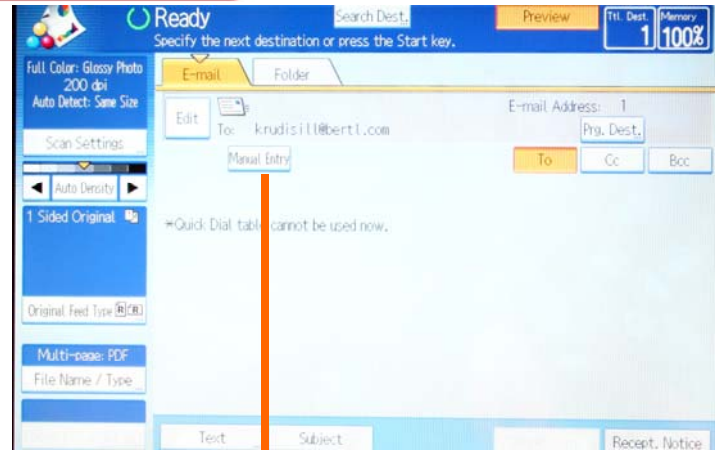 Ready
Search Dest.
Preview
Ttl. Dest.
1
Memory
100%
Specify the next destination or press the Start key.
Full Color: Glossy Photo
200 dpi
Auto Detect: Same Size
Scan Settings
Auto Density
1 Sided Original
Original Feed Type
Multi-page: PDF
File Name / Type
E-mail
Folder
Edit
To: krudisill@bertl.com
E-mail Address: 1
Prg. Dest.
Manual Entry
To
Cc
Bcc
*Quick Dial table cannot be used now.
Text
Subject
Recept. Notice